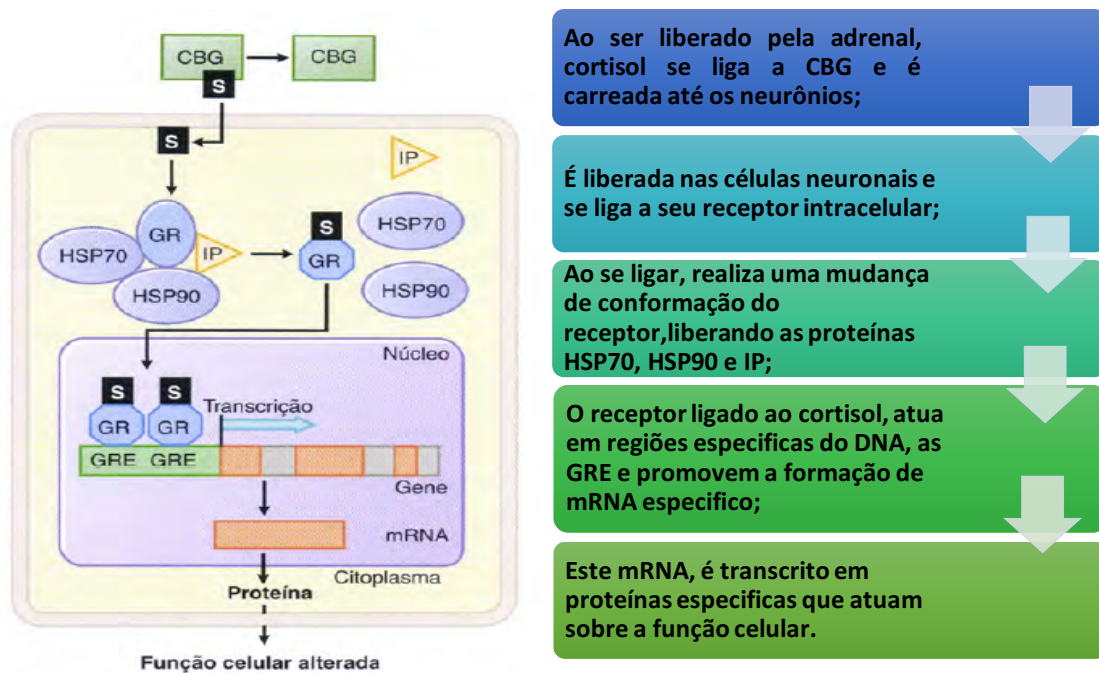 CBG
CBG
S
S
IP
GR
HSP70
IP
HSP90
S
GR
HSP70
HSP90
Núcleo
S
S
Transcrição
GR
GR
GRE
GRE
Gene
mRNA
Citoplasma
Proteína
Função celular alterada
Ao ser liberado pela adrenal,
cortisol se liga a CBG e é
carreada até os neurônios;
É liberada nas células neuronais e
se liga a seu receptor intracelular;
Ao se ligar, realiza uma mudança
de conformação do
receptor,liberando as proteínas
HSP70, HSP90 e IP;
O receptor ligado ao cortisol, atua
em regiões especificas do DNA, as
GRE e promovem a formação de
mRNA especifico;
Este mRNA, é transcrito em
proteínas especificas que atuam
sobre a função celular.